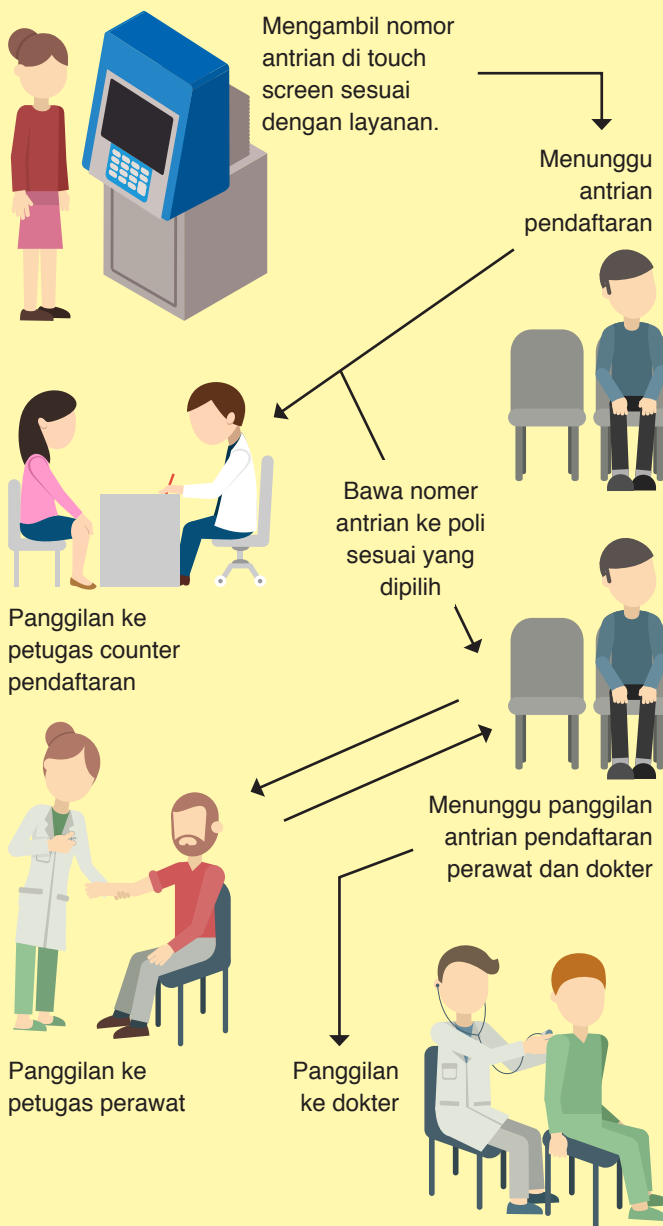 Mengambil nomor
antrian di touch
screen sesuai
dengan layanan.
Menunggu
antrian
pendaftaran
Bawa nomer
antrian ke poli
sesuai yang
dipilih
Panggilan ke
petugas counter
pendaftaran
Menunggu panggilan
antrian pendaftaran
perawat dan dokter
Panggilan ke
petugas perawat
Panggilan
ke dokter